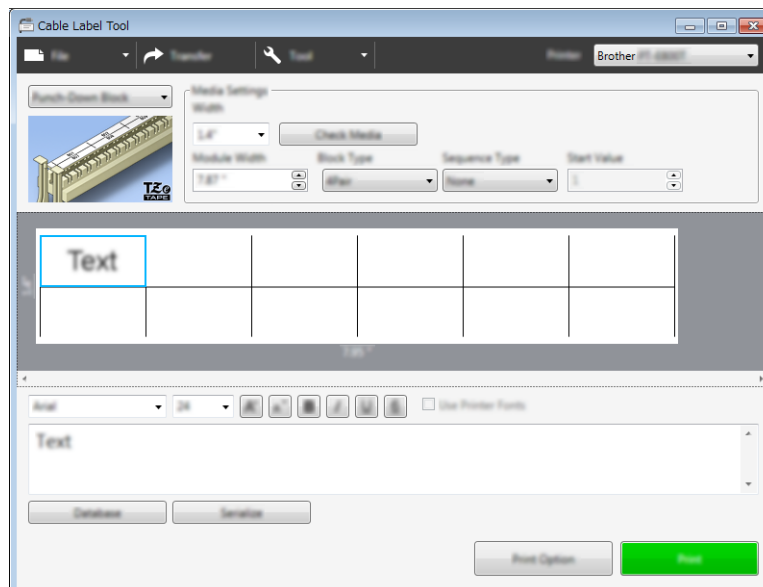 Cable Label Tool
File
Transfer
Tool
Printer
Brother
Punch-Down Block
Media Settings
Width
1.4"
Check Media
Module Width
Block Type
Sequence Type
Start Value
7.87 "
4Pair
None
1
TZe
TAPE
Text
7.85 "
Arial
24
B
I
U
Use Printer Fonts
Text
Database
Serialize
Print Option
Print